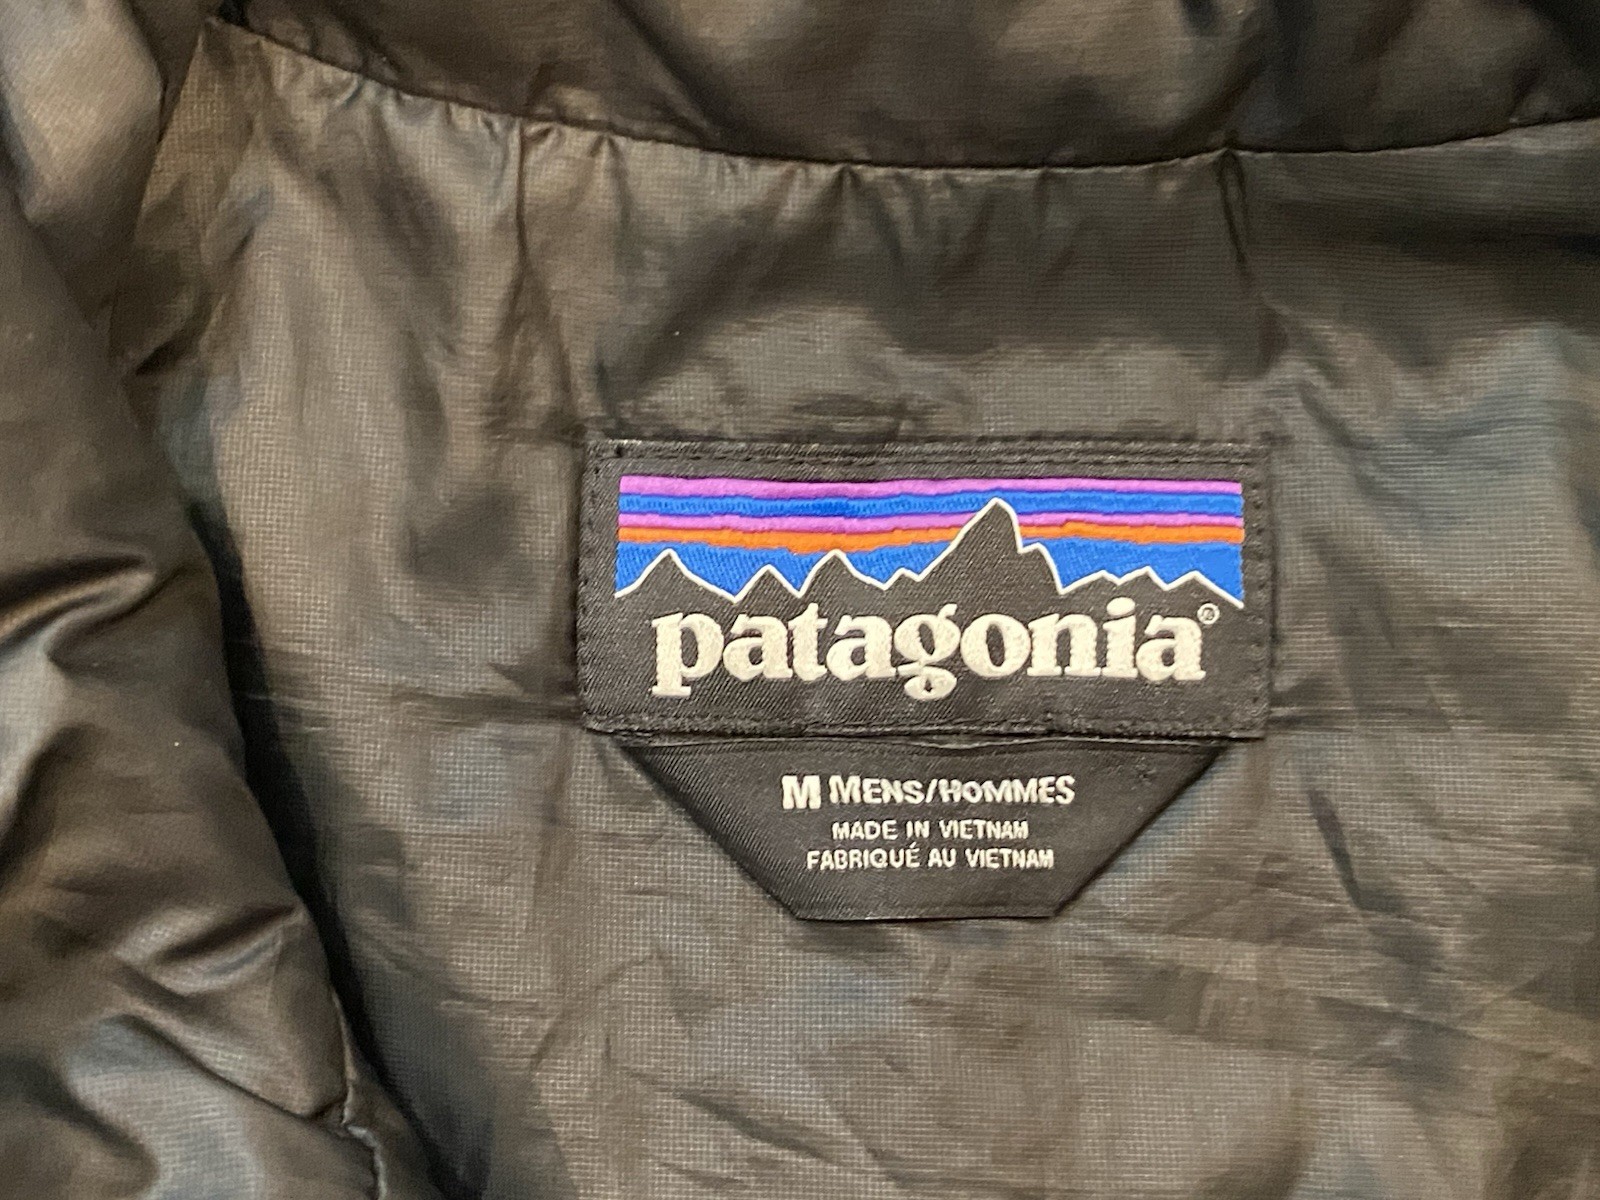 patagonia®
M MENS/HOMMES
MADE IN VIETNAM
FABRIQUÉ AU VIETNAM